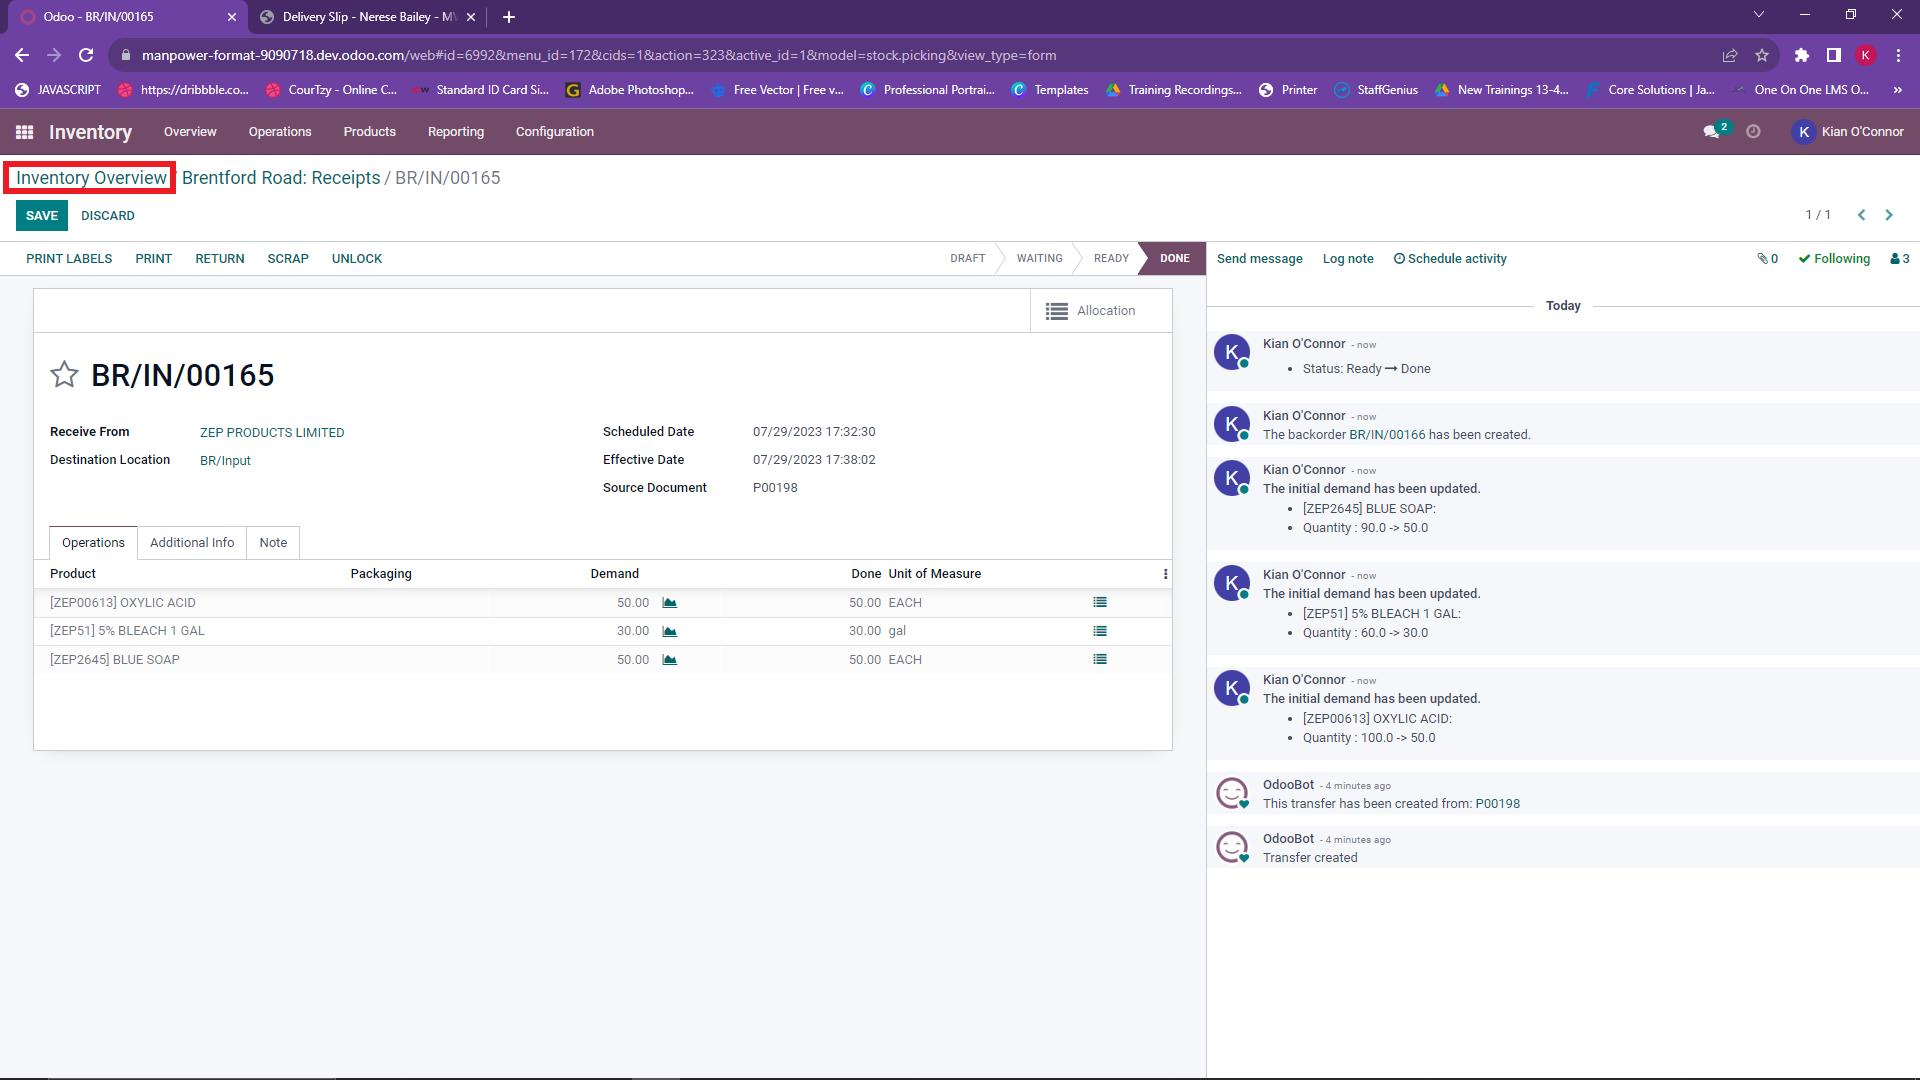 Odoo - BR/IN/00165
Delivery Slip - Nerese Bailey - M
manpower-format-9090718.dev.odoo.com/web#id=6992&menu_id=172&cids=1&action=323&active_id=1&model=stock.picking&view_type=form
K
JAVASCRIPT https://dribbble.co... CourTzy - Online C... Standard ID Card Si... Adobe Photoshop... Free Vector | Free v... Professional Portrai... Templates Training Recordings... Printer StaffGenius New Trainings 13-4... Core Solutions | Ja... One On One LMS O... »
Inventory Overview Operations Products Reporting Configuration 2 K Kian O'Connor
Inventory Overview / Brentford Road: Receipts / BR/IN/00165
SAVE DISCARD 1 / 1
PRINT LABELS PRINT RETURN SCRAP UNLOCK DRAFT WAITING READY DONE
Send message Log note Schedule activity 0 Following 3
Allocation
BR/IN/00165
Receive From ZEP PRODUCTS LIMITED
Destination Location BR/Input
Scheduled Date 07/29/2023 17:32:30
Effective Date 07/29/2023 17:38:02
Source Document P00198
Operations Additional Info Note
Product Packaging Demand Done Unit of Measure
[ZEP00613] OXYLIC ACID 50.00 50.00 EACH
[ZEP51] 5% BLEACH 1 GAL 30.00 30.00 gal
[ZEP2645] BLUE SOAP 50.00 50.00 EACH
Today
K Kian O'Connor - now
Status: Ready → Done
K Kian O'Connor - now
The backorder BR/IN/00166 has been created.
K Kian O'Connor - now
The initial demand has been updated.
[ZEP2645] BLUE SOAP:
Quantity : 90.0 -> 50.0
K Kian O'Connor - now
The initial demand has been updated.
[ZEP51] 5% BLEACH 1 GAL:
Quantity : 60.0 -> 30.0
K Kian O'Connor - now
The initial demand has been updated.
[ZEP00613] OXYLIC ACID:
Quantity : 100.0 -> 50.0
OdooBot - 4 minutes ago
This transfer has been created from: P00198
OdooBot - 4 minutes ago
Transfer created